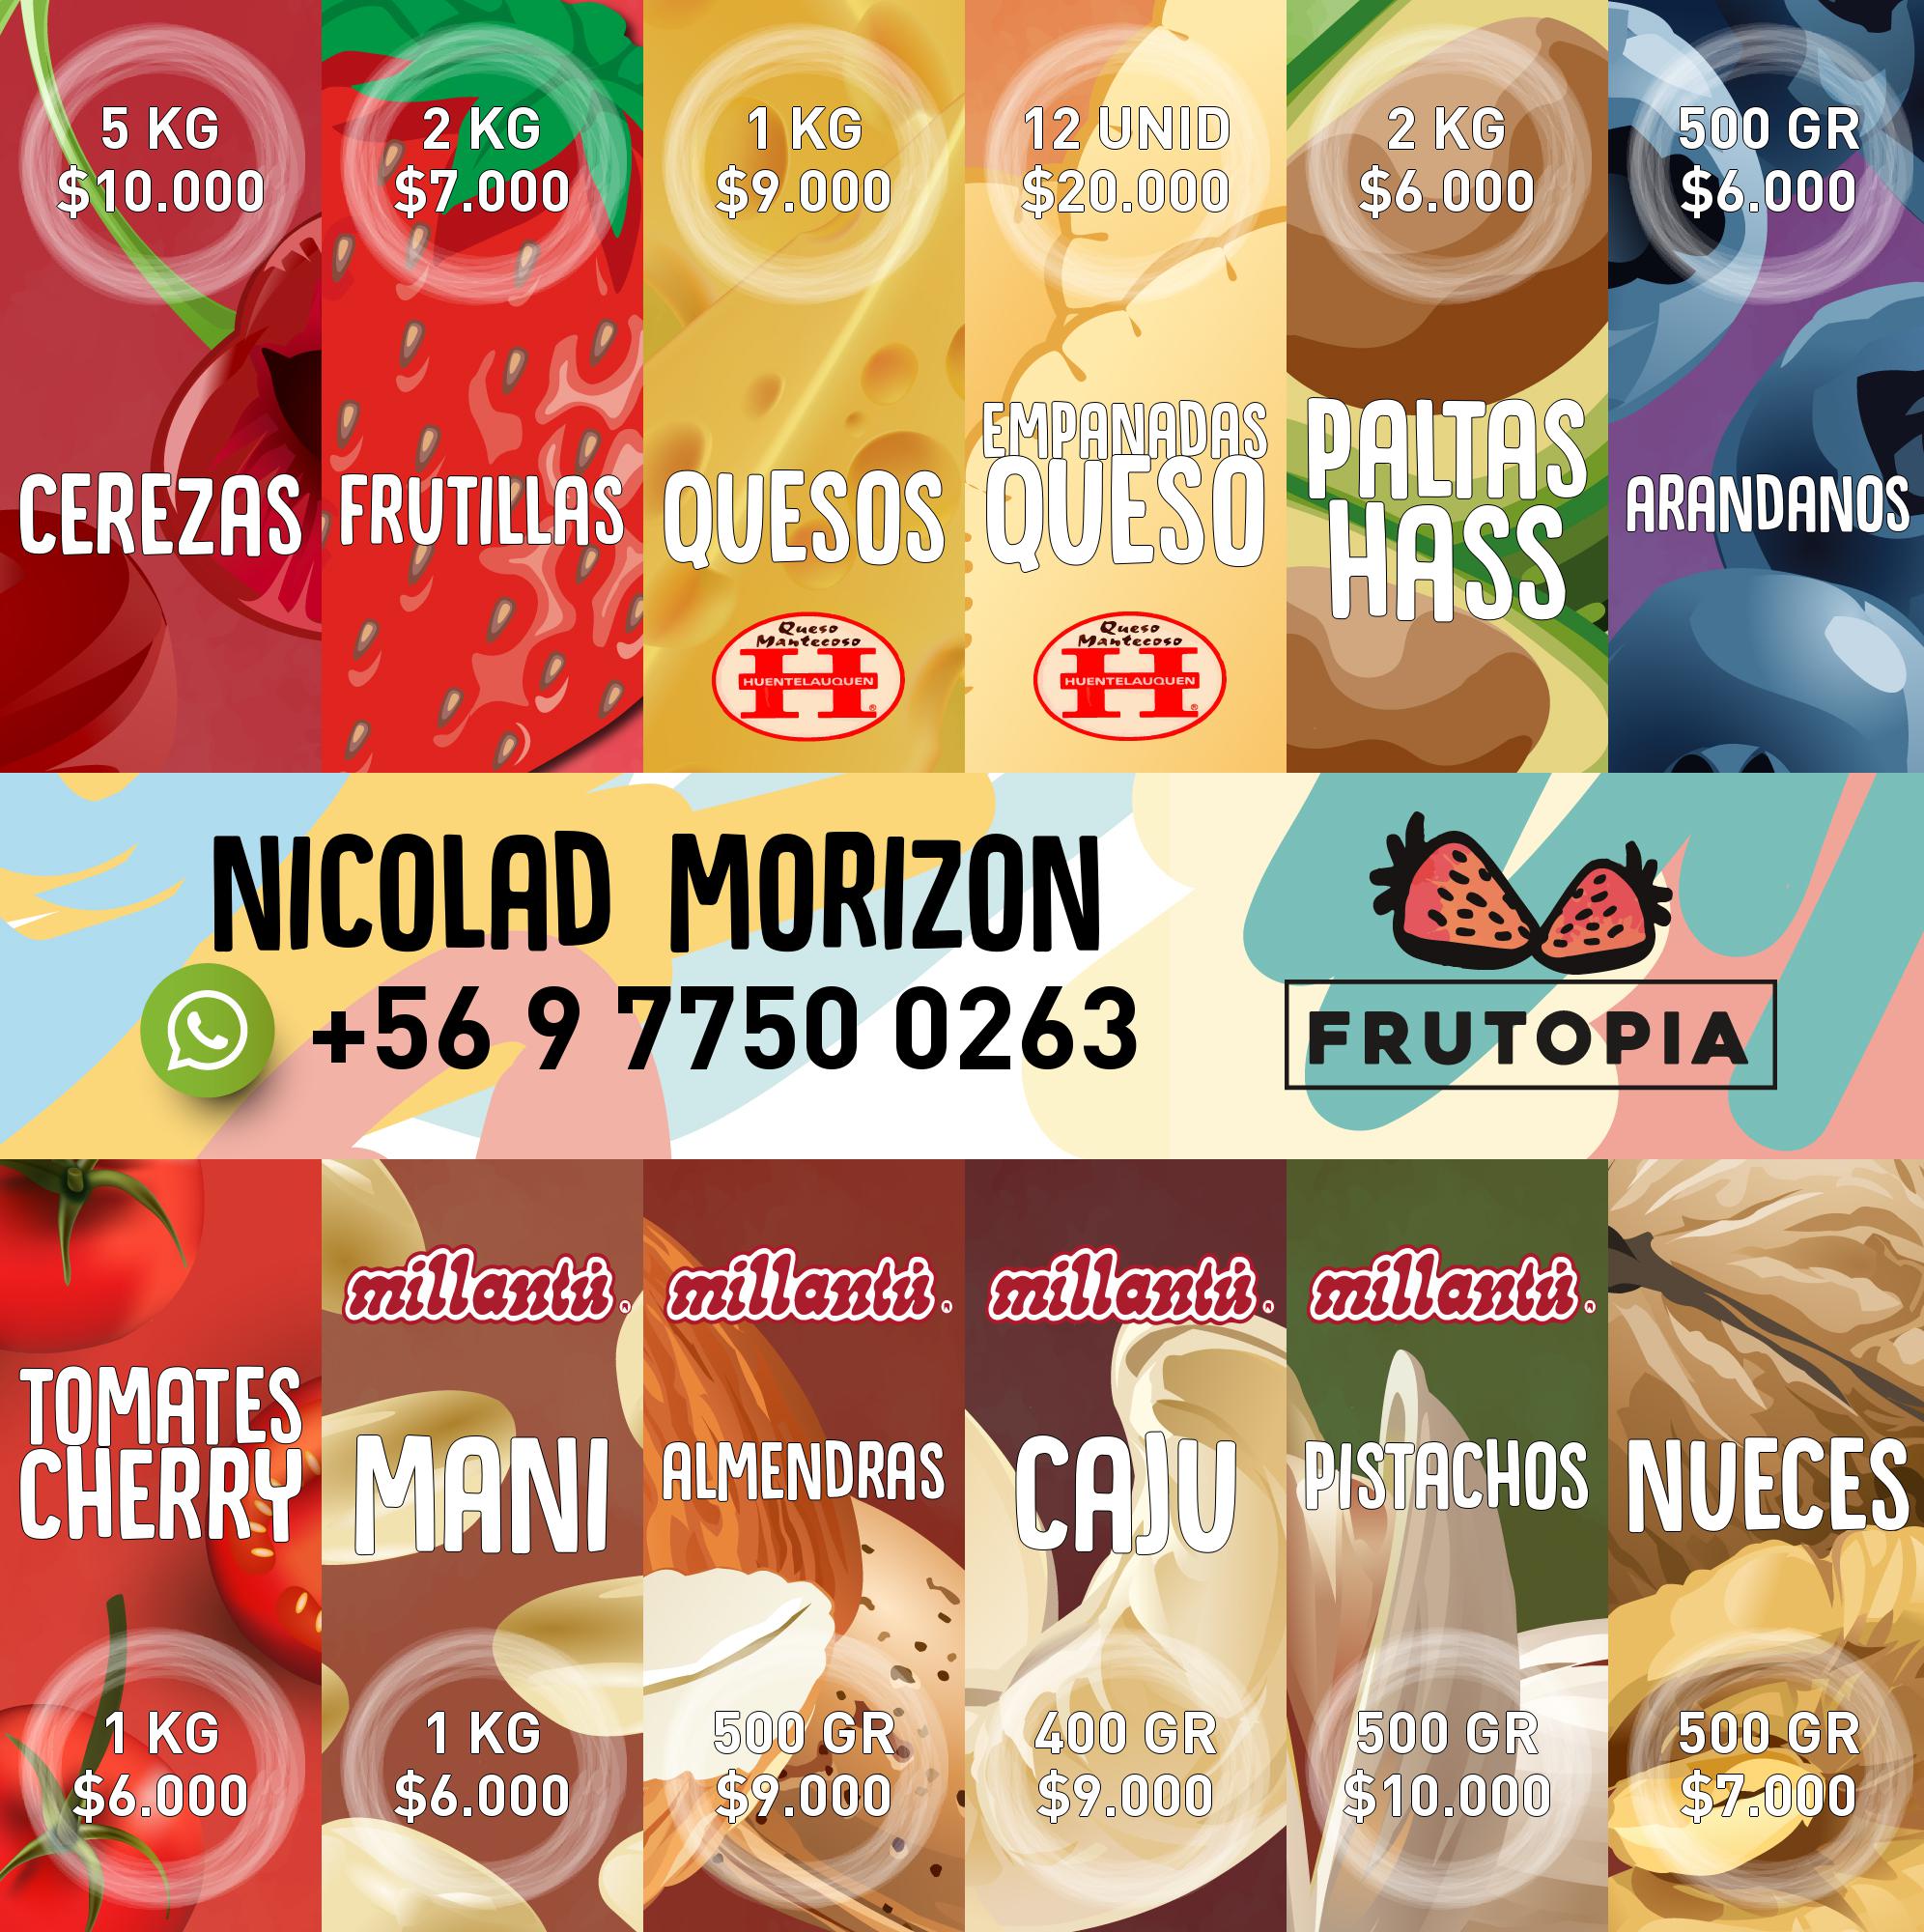 5 KG
$10.000
CEREZAS
2 KG
$7.000
FRUTILLAS
1 KG
$9.000
QUESOS
Queso
Mantecoso
H
HUENTELAUQUEN
®
12 UNID
$20.000
EMPANADAS
QUESO
Queso
Mantecoso
H
HUENTELAUQUEN
®
2 KG
$6.000
PALTAS
HASS
500 GR
$6.000
ARANDANOS
NICOLAD MORIZON
+56 9 7750 0263
FRUTOPIA
TOMATES
CHERRY
1 KG
$6.000
millantú ®
MANI
1 KG
$6.000
millantú ®
ALMENDRAS
500 GR
$9.000
millantú ®
CAJU
400 GR
$9.000
millantú ®
PISTACHOS
500 GR
$10.000
NUECES
500 GR
$7.000